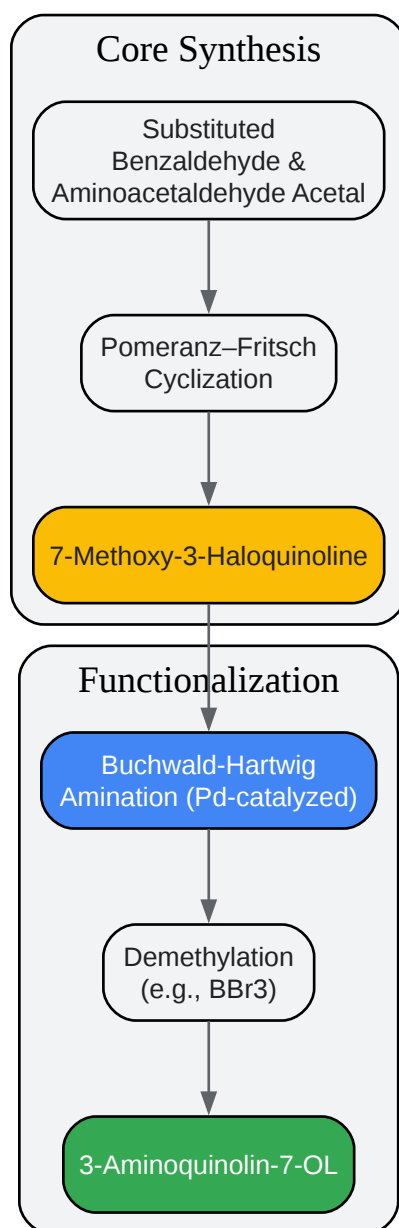 Core Synthesis
Substituted
Benzaldehyde &
Aminoacetaldehyde Acetal
Pomeranz–Fritsch
Cyclization
7-Methoxy-3-Haloquinoline
Functionalization
Buchwald-Hartwig
Amination (Pd-catalyzed)
Demethylation
(e.g., BBr3)
3-Aminoquinolin-7-OL